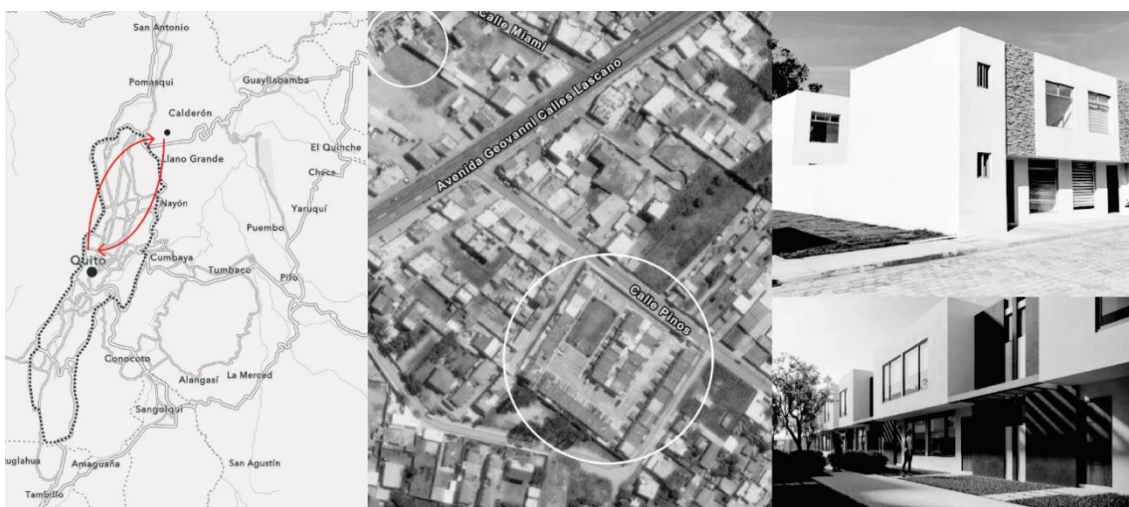 San Antonio
Pomasqui
Guayllabamba
Calderón
Llano Grande
El Quinche
Checa
Nayón
Yaruquí
Puembo
Quito
Cumbaya
Tumbaco
Pifo
Conocoto
Alangasí
La Merced
Sangolquí
Amaguaña
San Agustín
Tambillo
Calle Miami
Avenida Geovanni Calles Lascano
Calle Pinos